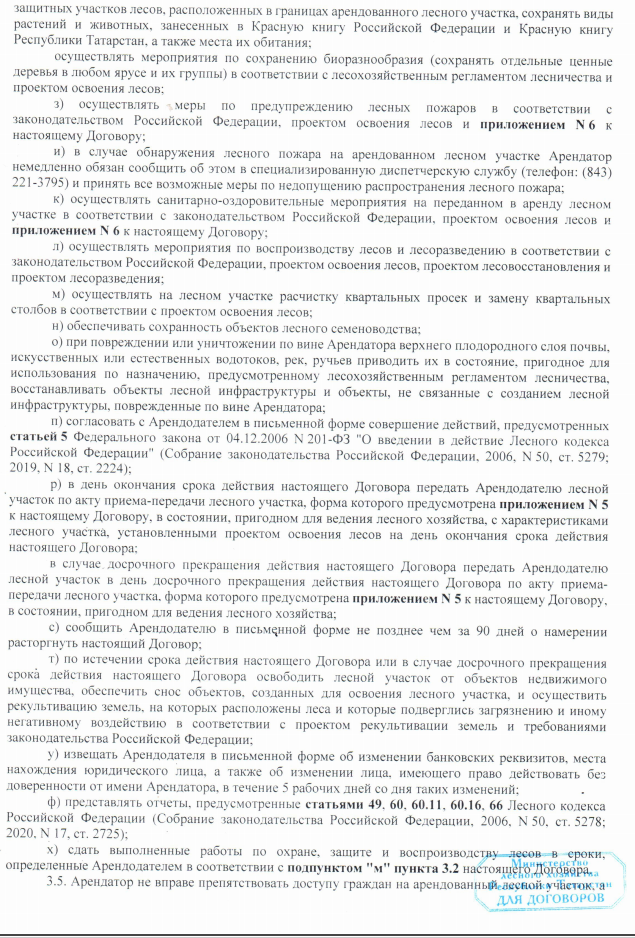 защитных участков лесов, расположенных в границах арендованного лесного участка, сохранять виды
растений и животных, занесенных в Красную книгу Российской Федерации и Красную книгу
Республики Татарстан, а также места их обитания;
осуществлять мероприятия по сохранению биоразнообразия (сохранять отдельные ценные
деревья в любом ярусе и их группы) в соответствии с лесохозяйственным регламентом лесничества и
проектом освоения лесов;
з) осуществлять меры по предупреждению лесных пожаров в соответствии с
законодательством Российской Федерации, проектом освоения лесов и приложением N 6 к
настоящему Договору;
и) в случае обнаружения лесного пожара на арендованном лесном участке Арендатор
немедленно обязан сообщить об этом в специализированную диспетчерскую службу (телефон: (843)
221-3795) и принять все возможные меры по недопущению распространения лесного пожара;
к) осуществлять санитарно-оздоровительные мероприятия на переданном в аренду лесном
участке в соответствии с законодательством Российской Федерации, проектом освоения лесов и
приложением N 6 к настоящему Договору;
л) осуществлять мероприятия по воспроизводству лесов и лесоразведению в соответствии с
законодательством Российской Федерации, проектом освоения лесов, проектом лесовосстановления и
проектом лесоразведения;
м) осуществлять на лесном участке расчистку квартальных просек и замену квартальных
столбов в соответствии с проектом освоения лесов;
н) обеспечивать сохранность объектов лесного семеноводства;
о) при повреждении или уничтожении по вине Арендатора верхнего плодородного слоя почвы,
искусственных или естественных водотоков, рек, ручьев приводить их в состояние, пригодное для
использования по назначению, предусмотренному лесохозяйственным регламентом лесничества,
восстанавливать объекты лесной инфраструктуры и объекты, не связанные с созданием лесной
инфраструктуры, поврежденные по вине Арендатора;
п) согласовать с Арендодателем в письменной форме совершение действий, предусмотренных
статьей 5 Федерального закона от 04.12.2006 N 201-ФЗ "О введении в действие Лесного кодекса
Российской Федерации" (Собрание законодательства Российской Федерации, 2006, N 50, ст. 5279;
2019, N 18, ст. 2224);
р) в день окончания срока действия настоящего Договора передать Арендодателю лесной
участок по акту приема-передачи лесного участка, форма которого предусмотрена приложением N 5
к настоящему Договору, в состоянии, пригодном для ведения лесного хозяйства, с характеристиками
лесного участка, установленными проектом освоения лесов на день окончания срока действия
настоящего Договора;
в случае досрочного прекращения действия настоящего Договора передать Арендодателю
лесной участок в день досрочного прекращения действия настоящего Договора по акту приема-
передачи лесного участка, форма которого предусмотрена приложением N 5 к настоящему Договору,
в состоянии, пригодном для ведения лесного хозяйства;
с) сообщить Арендодателю в письменной форме не позднее чем за 90 дней о намерении
расторгнуть настоящий Договор;
т) по истечении срока действия настоящего Договора или в случае досрочного прекращения
срока действия настоящего Договора освободить лесной участок от объектов недвижимого
имущества, обеспечить снос объектов, созданных для освоения лесного участка, и осуществить
рекультивацию земель, на которых расположены леса и которые подверглись загрязнению и иному
негативному воздействию в соответствии с проектом рекультивации земель и требованиями
законодательства Российской Федерации;
у) извещать Арендодателя в письменной форме об изменении банковских реквизитов, места
нахождения юридического лица, а также об изменении лица, имеющего право действовать без
доверенности от имени Арендатора, в течение 5 рабочих дней со дня таких изменений;
ф) представлять отчеты, предусмотренные статьями 49, 60, 60.11, 60.16, 66 Лесного кодекса
Российской Федерации (Собрание законодательства Российской Федерации, 2006, N 50, ст. 5278;
2020, N 17, ст. 2725);
х) сдать выполненные работы по охране, защите и воспроизводству лесов в сроки,
определенные Арендодателем в соответствии с подпунктом "м" пункта 3.2 настоящего Договора.
3.5. Арендатор не вправе препятствовать доступу граждан на арендованный лесной участок, а
Министерство
лесного хозяйства
Республики Татарстан
ДЛЯ ДОГОВОРОВ